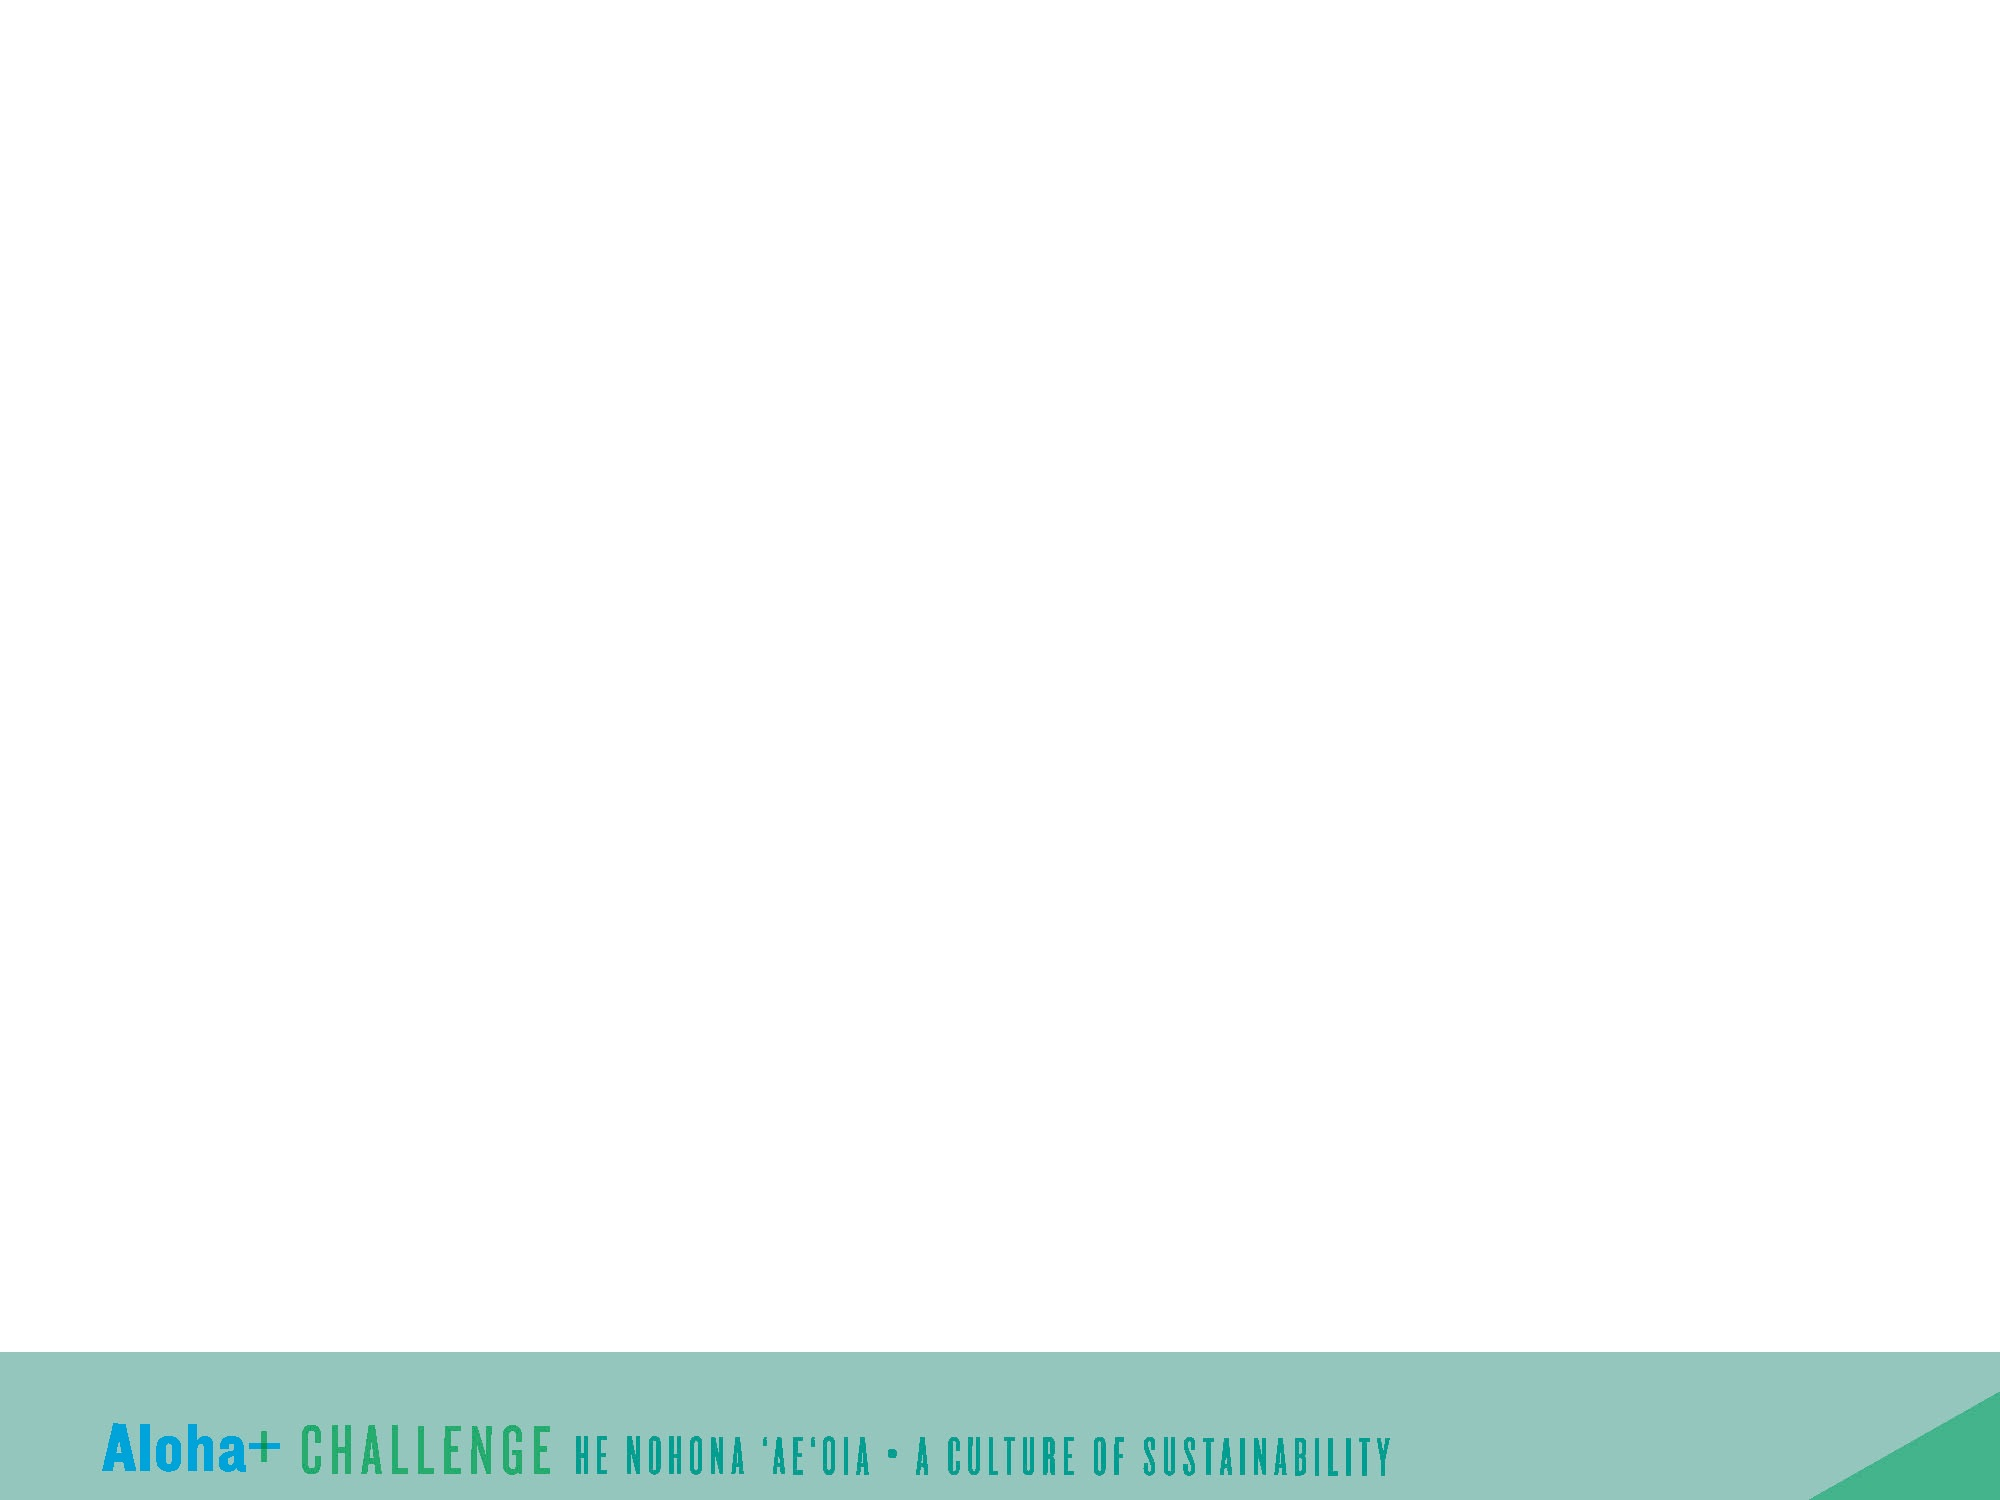 Aloha+ CHALLENGE HE NOHONA ʻAEʻOIA • A CULTURE OF SUSTAINABILITY